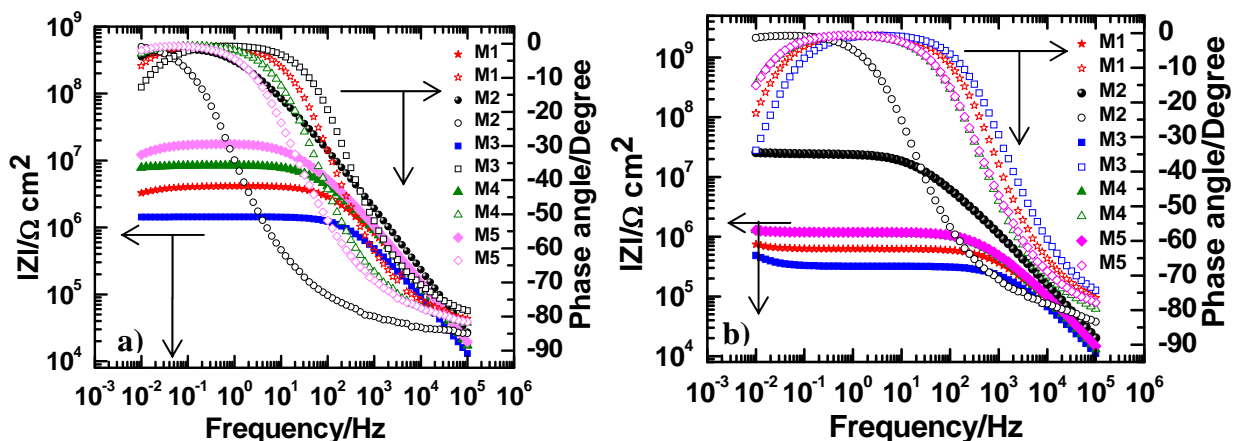 10^9
10^8
10^7
10^6
10^5
10^4
|Z|/Ω cm^2
10^-3 10^-2 10^-1 10^0 10^1 10^2 10^3 10^4 10^5 10^6
Frequency/Hz
0
-10
-20
-30
-40
-50
-60
-70
-80
-90
Phase angle/Degree
M1
M1
M2
M2
M3
M3
M4
M4
M5
M5
a)
10^9
10^8
10^7
10^6
10^5
10^4
|Z|/Ω cm^2
10^-3 10^-2 10^-1 10^0 10^1 10^2 10^3 10^4 10^5 10^6
Frequency/Hz
0
-10
-20
-30
-40
-50
-60
-70
-80
-90
Phase angle/Degree
M1
M1
M2
M2
M3
M3
M4
M4
M5
M5
b)